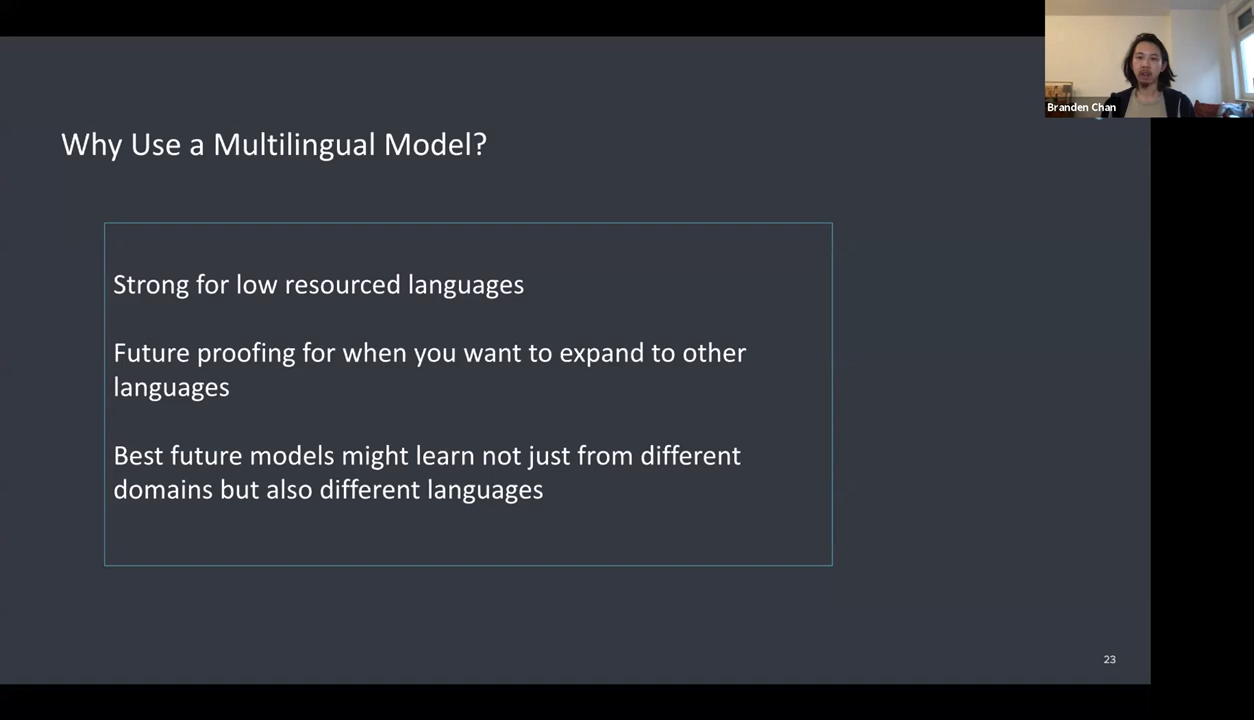 Branden Chan
Why Use a Multilingual Model?
Strong for low resourced languages
Future proofing for when you want to expand to other
languages
Best future models might learn not just from different
domains but also different languages
23